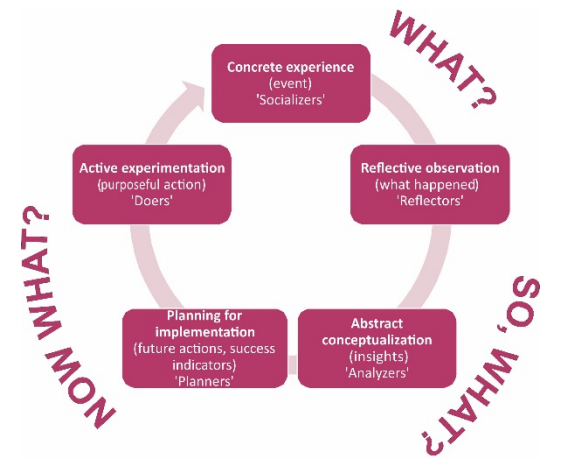 WHAT?
Concrete experience
(event)
'Socializers'
Reflective observation
(what happened)
'Reflectors'
SO, WHAT?
Abstract
conceptualization
(insights)
'Analyzers'
Planning for
implementation
(future actions, success
indicators)
'Planners'
NOW WHAT?
Active experimentation
(purposeful action)
'Doers'